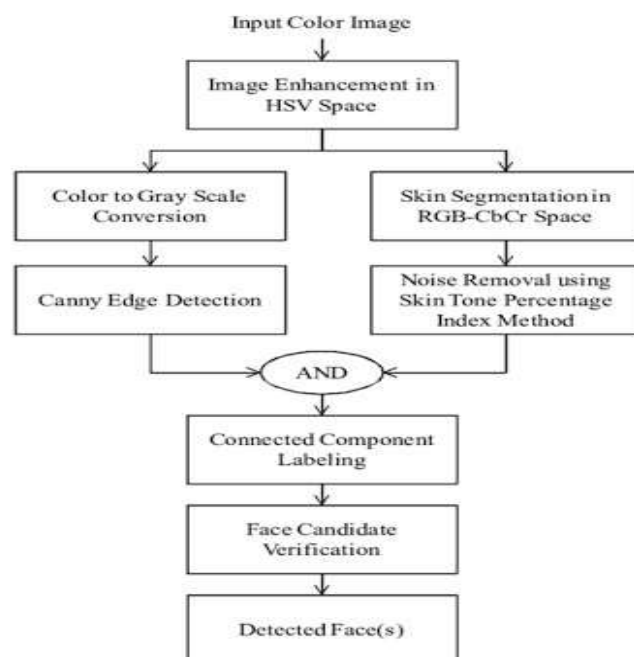 Input Color Image
Image Enhancement in
HSV Space
Color to Gray Scale
Conversion
Skin Segmentation in
RGB-CbCr Space
Canny Edge Detection
Noise Removal using
Skin Tone Percentage
Index Method
AND
Connected Component
Labeling
Face Candidate
Verification
Detected Face(s)